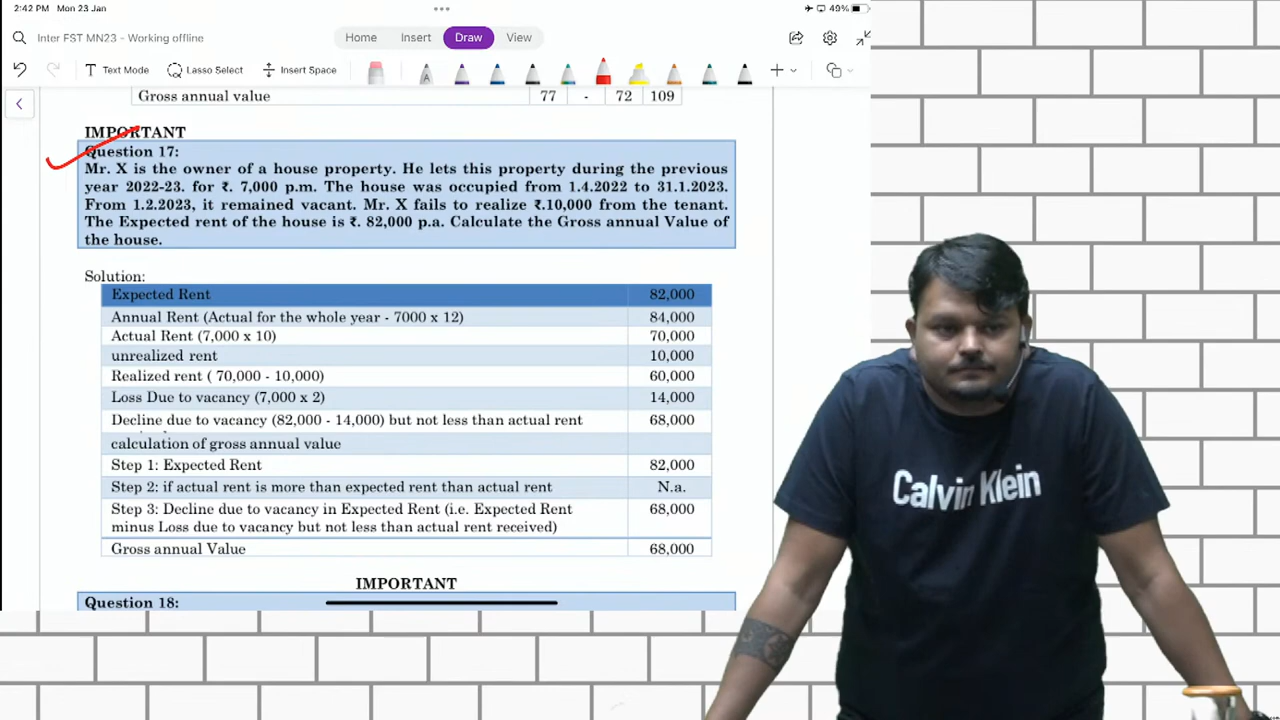 2:42 PM Mon 23 Jan
49%
Inter FST MN23 - Working offline
Home Insert Draw View
Text Mode Lasso Select Insert Space
Gross annual value 77 - 72 109
IMPORTANT
Question 17:
Mr. X is the owner of a house property. He lets this property during the previous
year 2022-23. for ₹. 7,000 p.m. The house was occupied from 1.4.2022 to 31.1.2023.
From 1.2.2023, it remained vacant. Mr. X fails to realize ₹.10,000 from the tenant.
The Expected rent of the house is ₹. 82,000 p.a. Calculate the Gross annual Value of
the house.
Solution:
Expected Rent 82,000
Annual Rent (Actual for the whole year - 7000 x 12) 84,000
Actual Rent (7,000 x 10) 70,000
unrealized rent 10,000
Realized rent ( 70,000 - 10,000) 60,000
Loss Due to vacancy (7,000 x 2) 14,000
Decline due to vacancy (82,000 - 14,000) but not less than actual rent 68,000
calculation of gross annual value
Step 1: Expected Rent 82,000
Step 2: if actual rent is more than expected rent than actual rent N.a.
Step 3: Decline due to vacancy in Expected Rent (i.e. Expected Rent 68,000
minus Loss due to vacancy but not less than actual rent received)
Gross annual Value 68,000
IMPORTANT
Question 18:
Calvin Klein